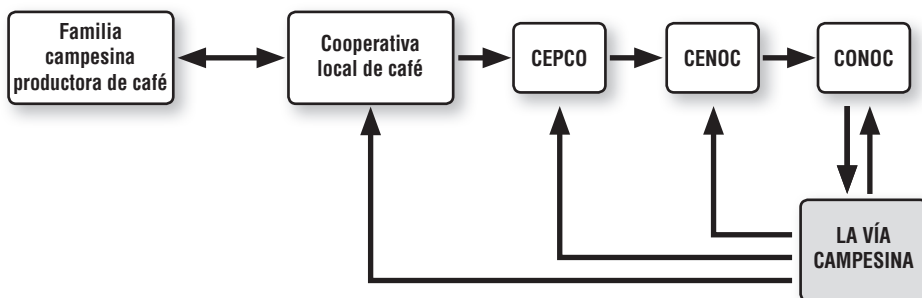 Familia
campesina
productora de café
Cooperativa
local de café
CEPCO
CENOC
CONOC
LA VÍA
CAMPESINA